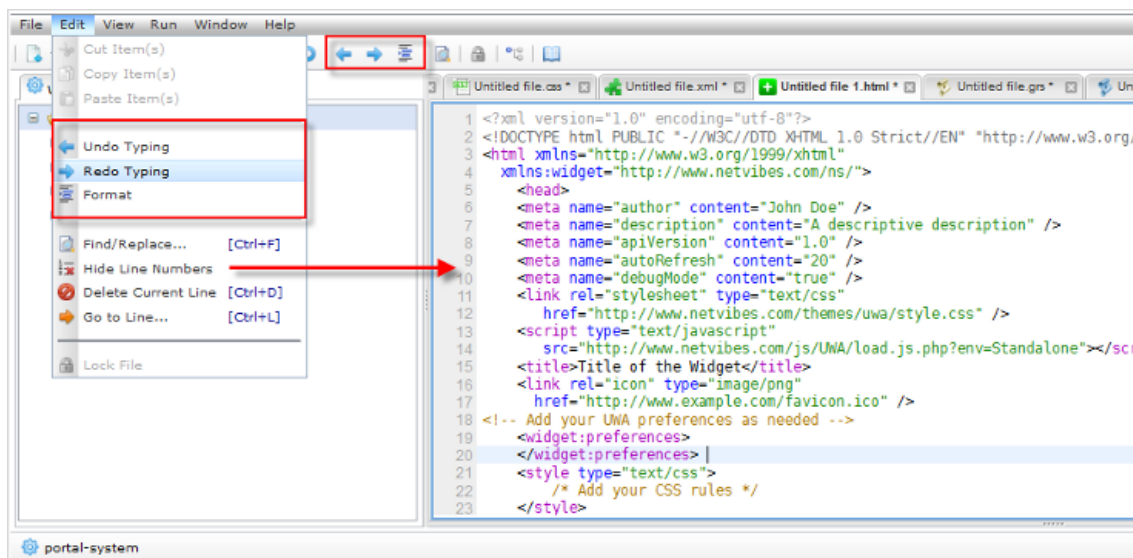 File Edit View Run Window Help
Cut Item(s)
Copy Item(s)
Paste Item(s)
Undo Typing
Redo Typing
Format
Find/Replace... [Ctrl+F]
Hide Line Numbers
Delete Current Line [Ctrl+D]
Go to Line... [Ctrl+L]
Lock File
Untitled file.css * Untitled file.xml * Untitled file 1.html * Untitled file.grs * Un
1 <?xml version="1.0" encoding="utf-8"?>
2 <!DOCTYPE html PUBLIC "-//W3C//DTD XHTML 1.0 Strict//EN" "http://www.w3.org/
3 <html xmlns="http://www.w3.org/1999/xhtml"
4 xmlns:widget="http://www.netvibes.com/ns/">
5 <head>
6 <meta name="author" content="John Doe" />
7 <meta name="description" content="A descriptive description" />
8 <meta name="apiVersion" content="1.0" />
9 <meta name="autoRefresh" content="20" />
10 <meta name="debugMode" content="true" />
11 <link rel="stylesheet" type="text/css"
12 href="http://www.netvibes.com/themes/uwa/style.css" />
13 <script type="text/javascript"
14 src="http://www.netvibes.com/js/UWA/load.js.php?env=Standalone"></scr
15 <title>Title of the Widget</title>
16 <link rel="icon" type="image/png"
17 href="http://www.example.com/favicon.ico" />
18 <!-- Add your UWA preferences as needed -->
19 <widget:preferences>
20 </widget:preferences>
21 <style type="text/css">
22 /* Add your CSS rules */
23 </style>
portal-system